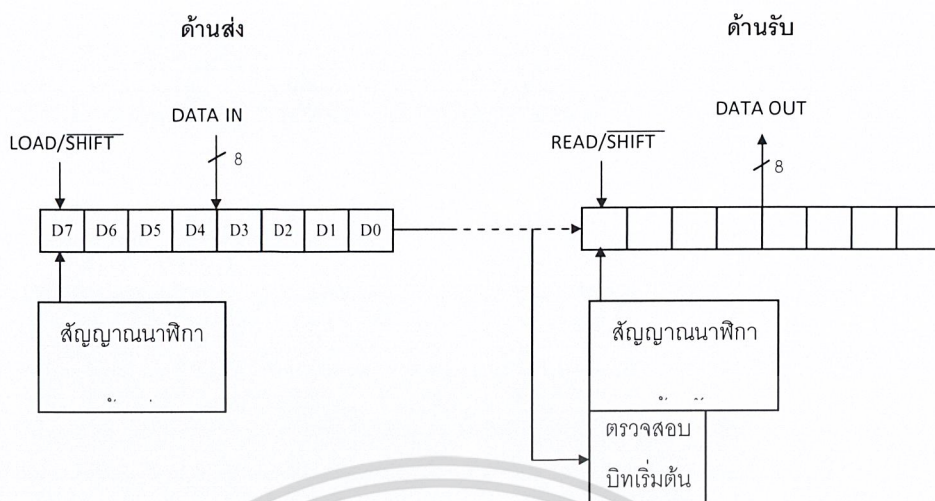 ด้านส่ง
ด้านรับ
DATA IN
DATA OUT
LOAD/SHIFT
READ/SHIFT
8
8
D7 D6 D5 D4 D3 D2 D1 D0
สัญญาณนาฬิกา
สัญญาณนาฬิกา
ตรวจสอบ
บิทเริ่มต้น